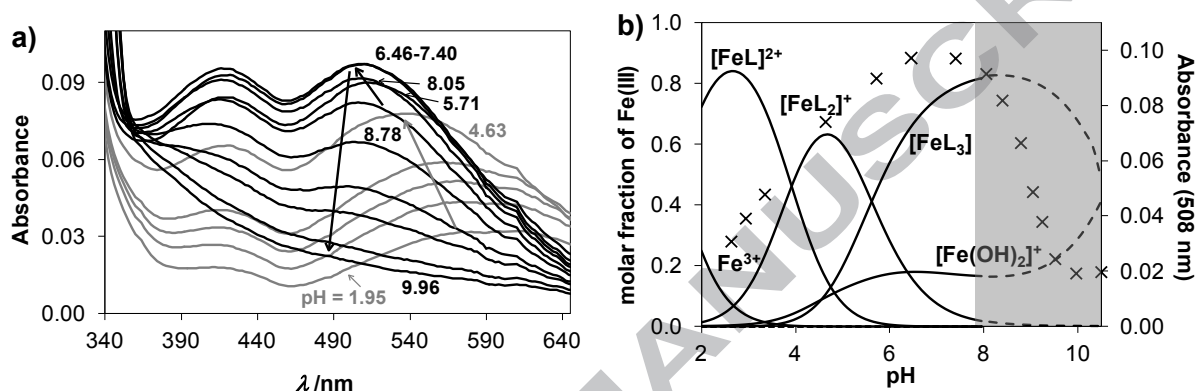 a)
Absorbance
0.09
0.06
0.03
0.00
6.46-7.40
8.05
5.71
4.63
8.78
pH = 1.95
9.96
340 390 440 490 540 590 640
λ /nm
b)
molar fraction of Fe(III)
1.0
0.8
0.6
0.4
0.2
0.0
[FeL]²⁺
[FeL₂]⁺
[FeL₃]
Fe³⁺
[Fe(OH)₂]⁺
0.10
0.08
0.06
0.04
0.02
0.00
Absorbance (508 nm)
2 4 6 8 10
pH
MANUSCR